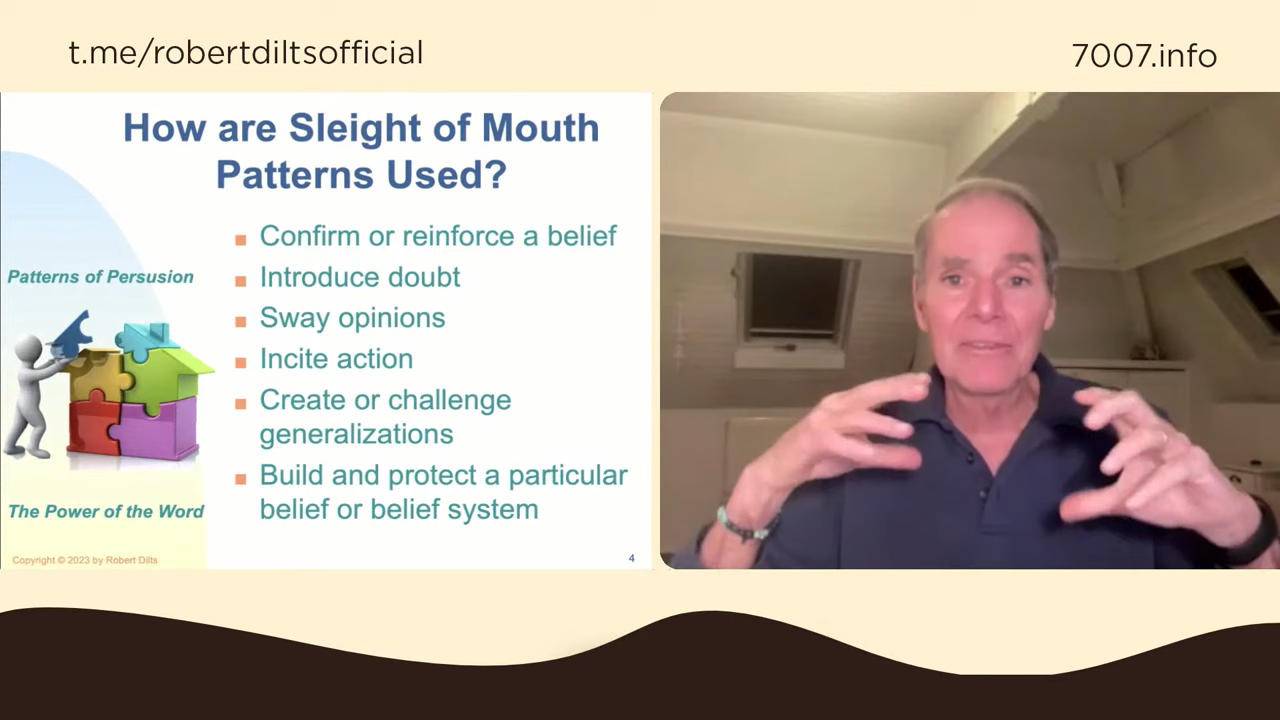 t.me/robertdiltsofficial
7007.info
How are Sleight of Mouth
Patterns Used?
Confirm or reinforce a belief
Introduce doubt
Sway opinions
Incite action
Create or challenge
generalizations
Build and protect a particular
belief or belief system
Patterns of Persusion
The Power of the Word
Copyright © 2023 by Robert Dilts
4